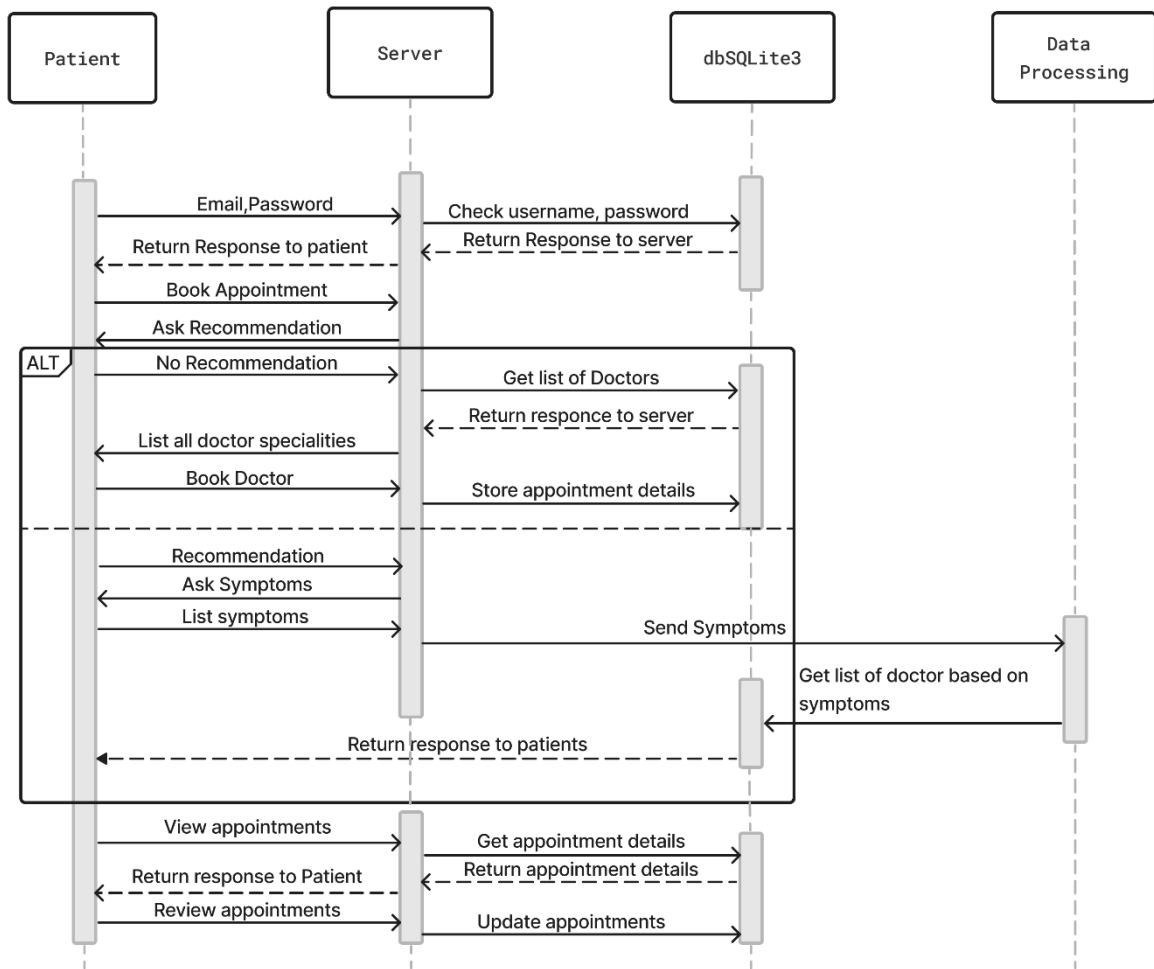 Patient
Server
dbSQLite3
Data
Processing
Email,Password
Check username, password
Return Response to server
Return Response to patient
Book Appointment
Ask Recommendation
ALT
No Recommendation
Get list of Doctors
Return responce to server
List all doctor specialities
Book Doctor
Store appointment details
Recommendation
Ask Symptoms
List symptoms
Send Symptoms
Get list of doctor based on
symptoms
Return response to patients
View appointments
Get appointment details
Return appointment details
Return response to Patient
Review appointments
Update appointments